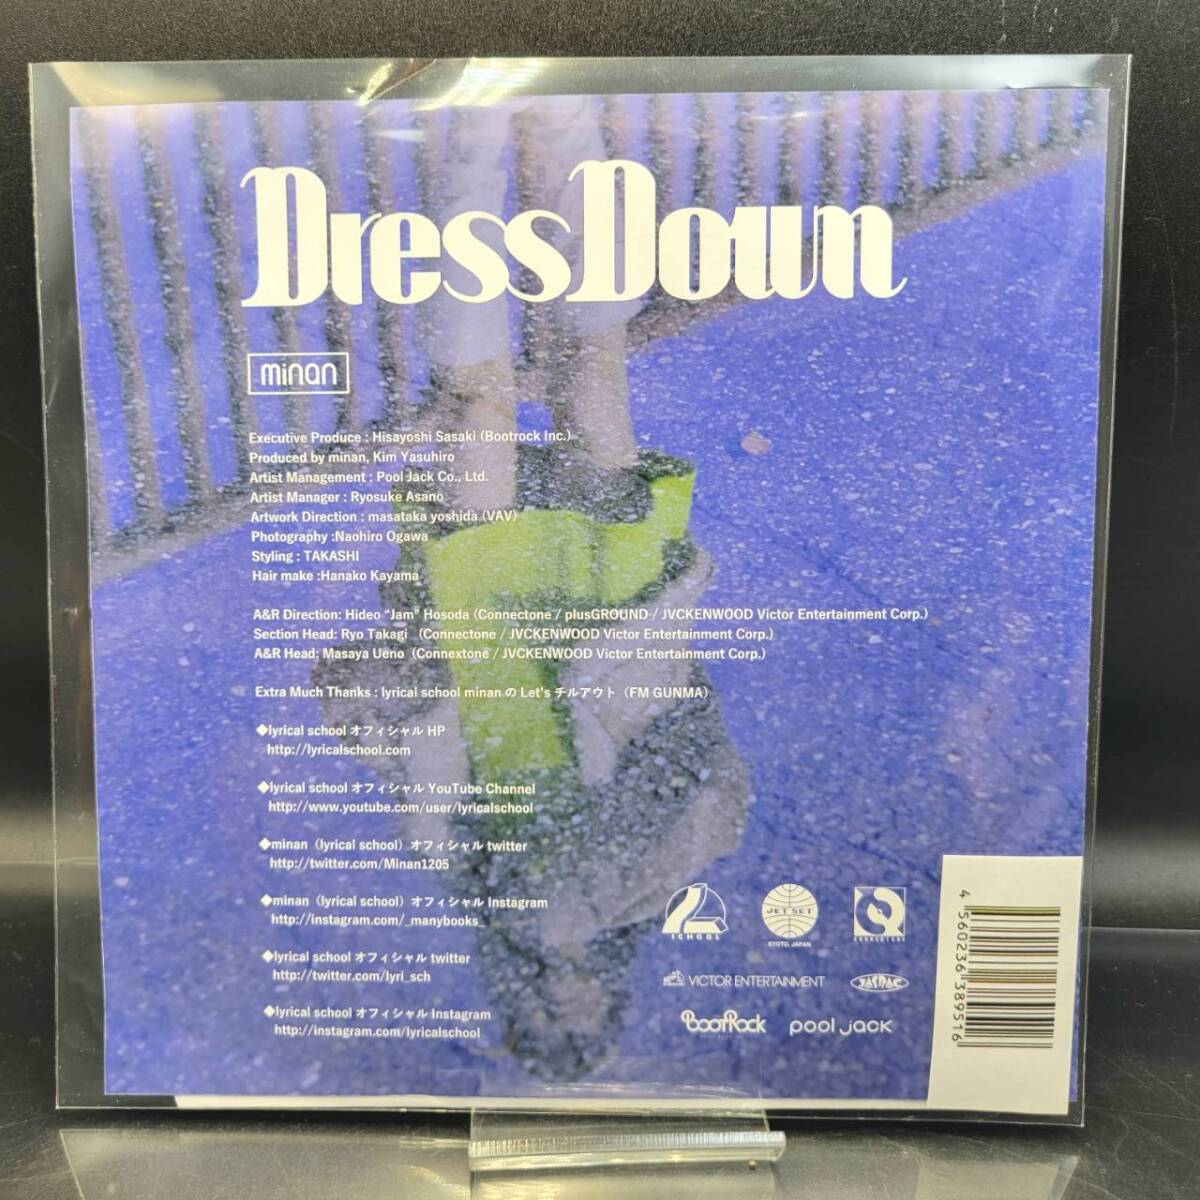 DressDown
minan
Executive Produce : Hisayoshi Sasaki (Bootrock Inc.)
Produced by minan, Kim Yasuhiro
Artist Management : Pool Jack Co., Ltd.
Artist Manager : Ryosuke Asano
Artwork Direction : masataka yoshida (VAV)
Photography :Naohiro Ogawa
Styling : TAKASHI
Hair make :Hanako Kayama
A&R Direction: Hideo “Jam” Hosoda (Connectone / plusGROUND / JVCKENWOOD Victor Entertainment Corp.)
Section Head: Ryo Takagi （Connectone / JVCKENWOOD Victor Entertainment Corp.)
A&R Head: Masaya Ueno（Connextone / JVCKENWOOD Victor Entertainment Corp.)
Extra Much Thanks : lyrical school minan の Let's チルアウト（FM GUNMA）
◆lyrical school オフィシャル HP
http://lyricalschool.com
◆lyrical school オフィシャル YouTube Channel
http://www.youtube.com/user/lyricalschool
◆minan（lyrical school）オフィシャル twitter
http://twitter.com/Minan1205
◆minan（lyrical school）オフィシャル Instagram
http://instagram.com/_manybooks_
◆lyrical school オフィシャル twitter
http://twitter.com/lyri_sch
◆lyrical school オフィシャル Instagram
http://instagram.com/lyricalschool
SCHOOL
JET SET
KYOTO, JAPAN
CONNECTONE
VICTOR ENTERTAINMENT
JASRAC
BootRock
pool jack
4 560236 389516